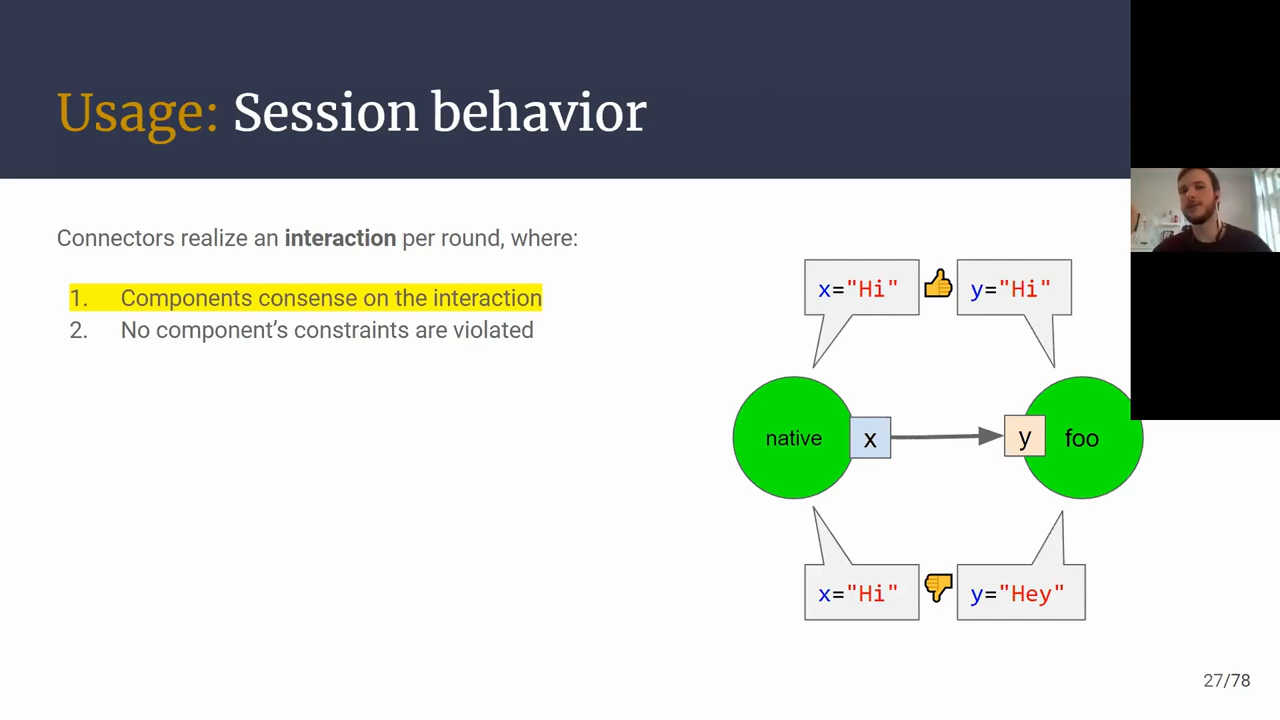 Usage: Session behavior
Connectors realize an interaction per round, where:
1. Components consense on the interaction
2. No component's constraints are violated
x="Hi"
y="Hi"
native
x
y
foo
x="Hi"
y="Hey"
27/78